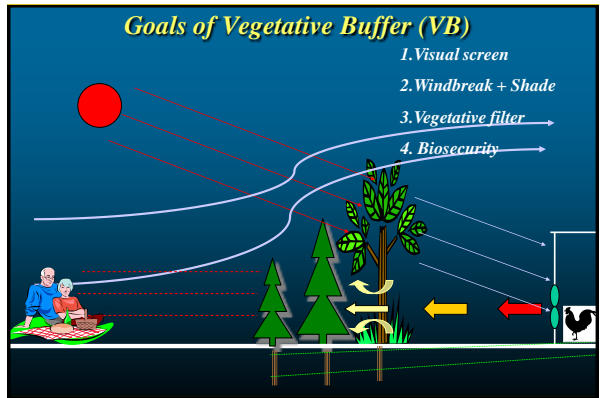 Goals of Vegetative Buffer (VB)
1.Visual screen
2.Windbreak + Shade
3.Vegetative filter
4. Biosecurity